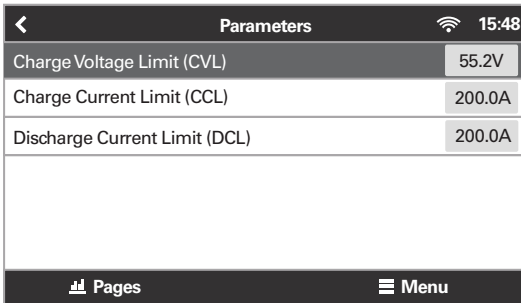 Parameters 15:48
Charge Voltage Limit (CVL) 55.2V
Charge Current Limit (CCL) 200.0A
Discharge Current Limit (DCL) 200.0A
Pages Menu